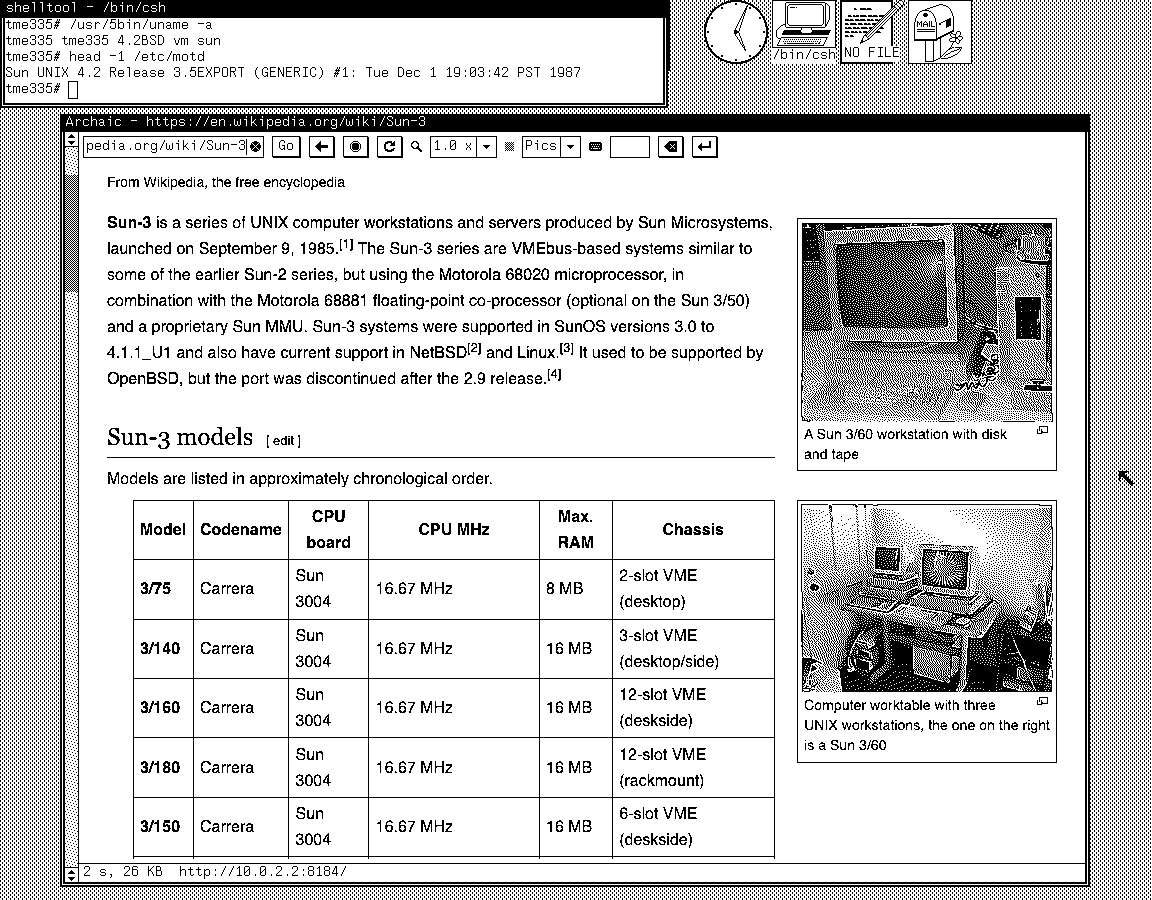 shelltool - /bin/csh
tme335# /usr/5bin/uname -a
tme335 tme335 4.2BSD vm sun
tme335# head -1 /etc/motd
Sun UNIX 4.2 Release 3.5EXPORT (GENERIC) #1: Tue Dec 1 19:03:42 PST 1987
tme335#
/bin/csh
NO FILE
MAIL
Archaic - https://en.wikipedia.org/wiki/Sun-3
pedia.org/wiki/Sun-3 Go 1.0 x Pics
From Wikipedia, the free encyclopedia
Sun-3 is a series of UNIX computer workstations and servers produced by Sun Microsystems,
launched on September 9, 1985.[1] The Sun-3 series are VMEbus-based systems similar to
some of the earlier Sun-2 series, but using the Motorola 68020 microprocessor, in
combination with the Motorola 68881 floating-point co-processor (optional on the Sun 3/50)
and a proprietary Sun MMU. Sun-3 systems were supported in SunOS versions 3.0 to
4.1.1_U1 and also have current support in NetBSD[2] and Linux.[3] It used to be supported by
OpenBSD, but the port was discontinued after the 2.9 release.[4]
A Sun 3/60 workstation with disk
and tape
Sun-3 models [ edit ]
Models are listed in approximately chronological order.
Model Codename CPU board CPU MHz Max. RAM Chassis
3/75 Carrera Sun 3004 16.67 MHz 8 MB 2-slot VME (desktop)
3/140 Carrera Sun 3004 16.67 MHz 16 MB 3-slot VME (desktop/side)
3/160 Carrera Sun 3004 16.67 MHz 16 MB 12-slot VME (deskside)
3/180 Carrera Sun 3004 16.67 MHz 16 MB 12-slot VME (rackmount)
3/150 Carrera Sun 3004 16.67 MHz 16 MB 6-slot VME (deskside)
Computer worktable with three
UNIX workstations, the one on the right
is a Sun 3/60
2 s, 26 KB http://10.0.2.2:8184/